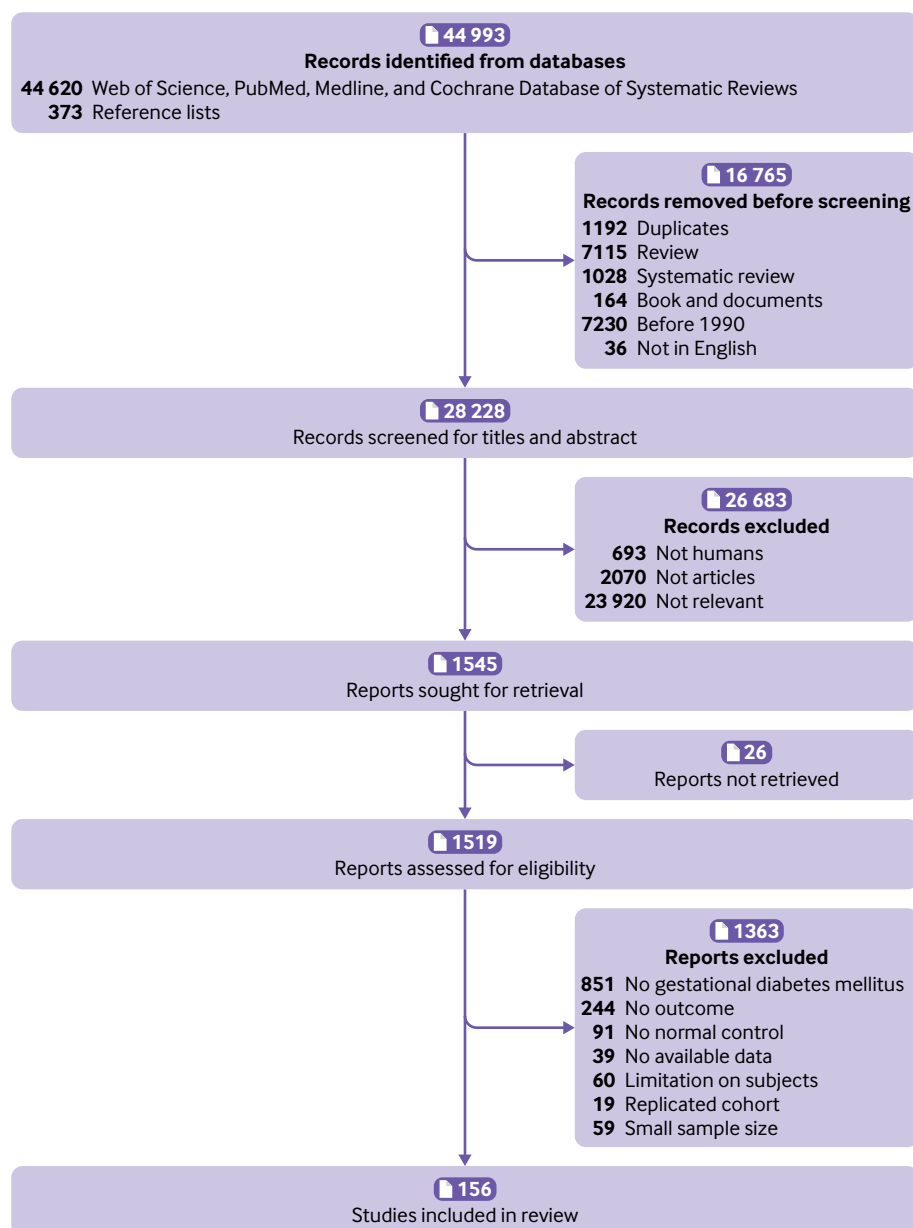 44 993
Records identified from databases
44 620 Web of Science, PubMed, Medline, and Cochrane Database of Systematic Reviews
373 Reference lists
16 765
Records removed before screening
1192 Duplicates
7115 Review
1028 Systematic review
164 Book and documents
7230 Before 1990
36 Not in English
28 228
Records screened for titles and abstract
26 683
Records excluded
693 Not humans
2070 Not articles
23 920 Not relevant
1545
Reports sought for retrieval
26
Reports not retrieved
1519
Reports assessed for eligibility
1363
Reports excluded
851 No gestational diabetes mellitus
244 No outcome
91 No normal control
39 No available data
60 Limitation on subjects
19 Replicated cohort
59 Small sample size
156
Studies included in review